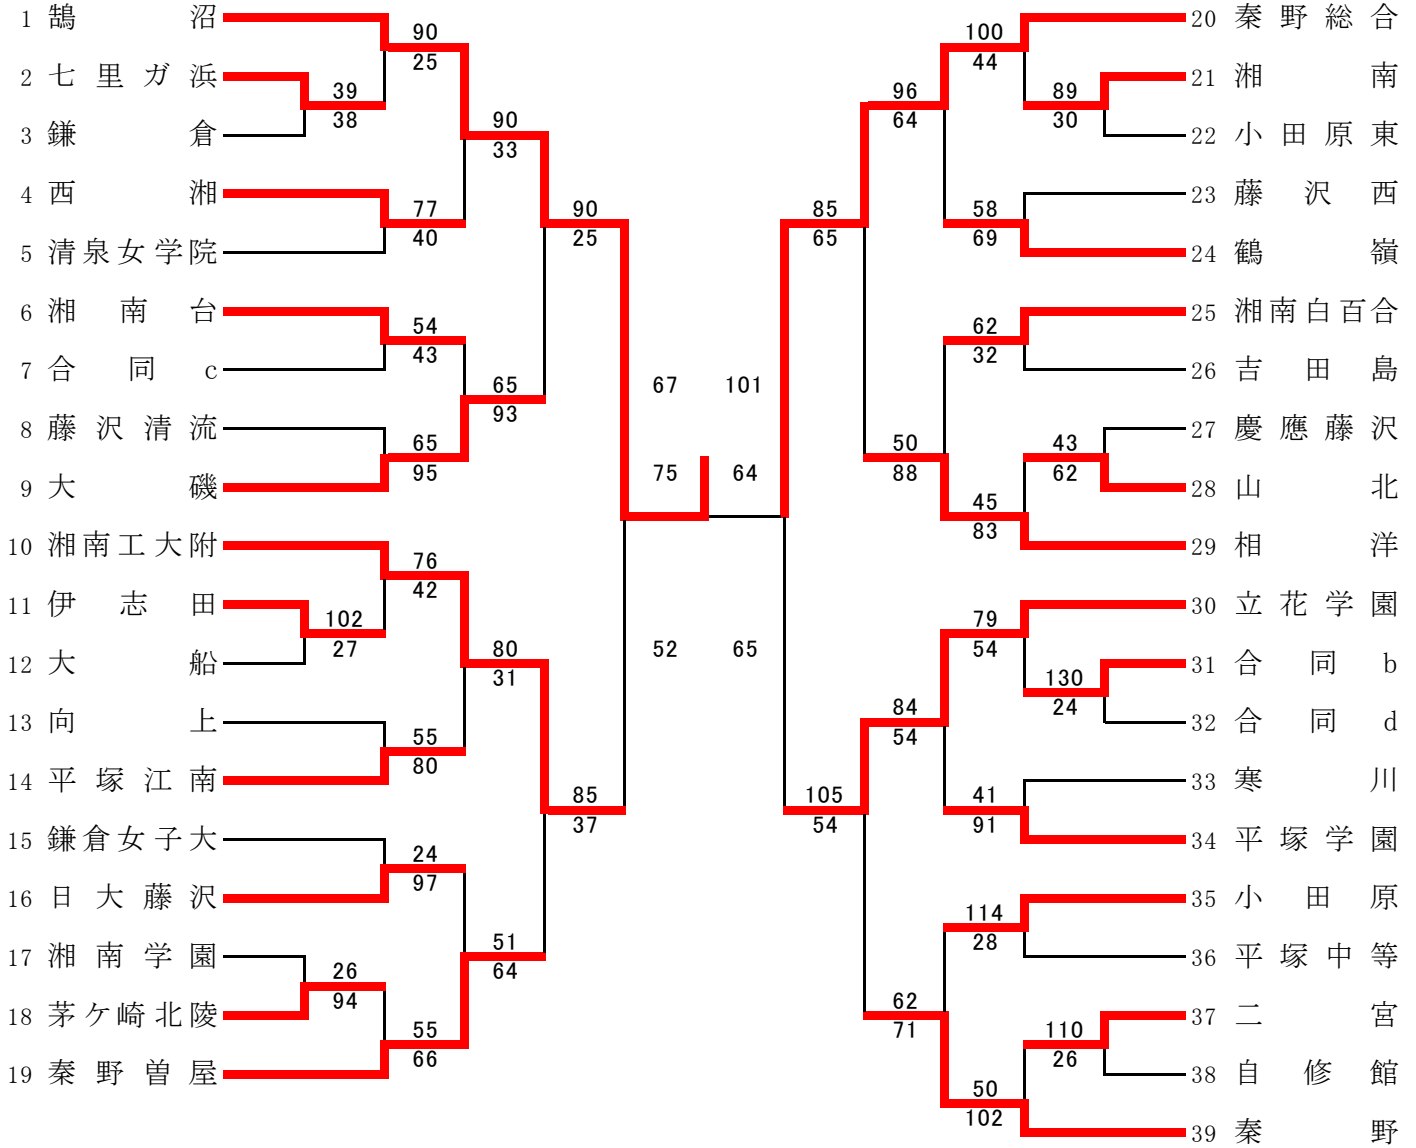 1 鵠沼
90
25
2 七里ガ浜
39
38
3 鎌倉
90
33
4 西湘
77
40
5 清泉女学院
90
25
6 湘南台
54
43
7 合同c
65
93
8 藤沢清流
65
95
9 大磯
10 湘南工大附
76
42
11 伊志田
102
27
12 大船
80
31
13 向上
55
80
14 平塚江南
85
37
15 鎌倉女子大
24
97
16 日大藤沢
17 湘南学園
51
64
26
94
18 茅ケ崎北陵
55
66
19 秦野曽屋
67 101
75 64
52 65
20 秦野総合
100
44
21 湘南
89
30
22 小田原東
96
64
23 藤沢西
58
69
24 鶴嶺
85
65
25 湘南白百合
62
32
26 吉田島
27 慶應藤沢
43
62
28 山北
50
88
45
83
29 相洋
30 立花学園
79
54
31 合同b
130
24
32 合同d
84
54
33 寒川
41
91
34 平塚学園
105
54
35 小田原
114
28
36 平塚中等
62
71
37 二宮
110
26
38 自修館
50
102
39 秦野